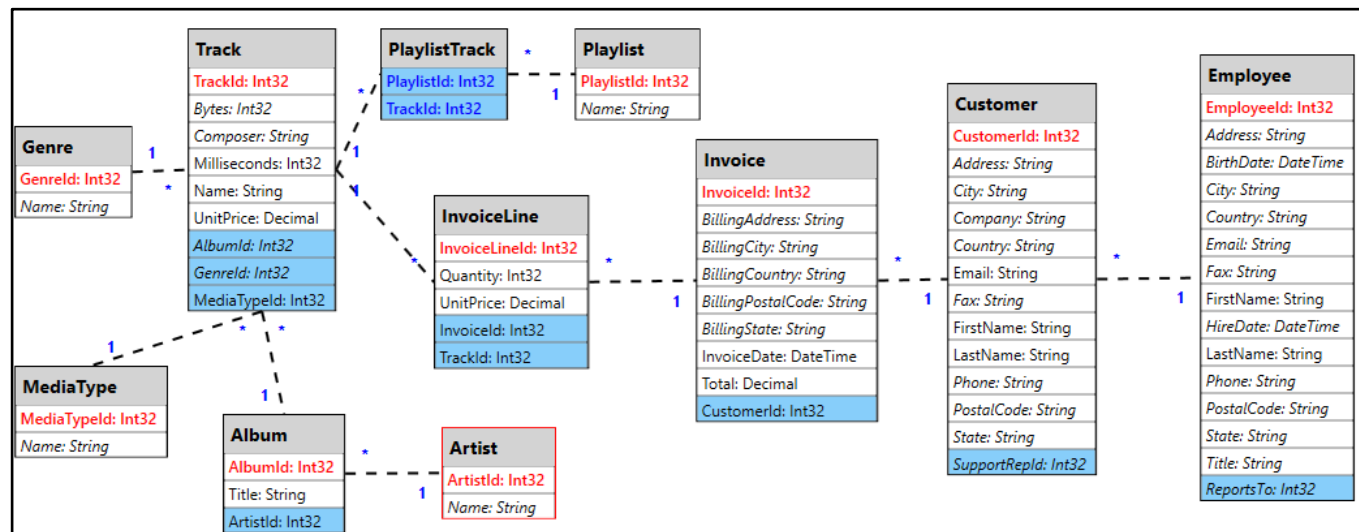 Track
TrackId: Int32
Bytes: Int32
Composer: String
Milliseconds: Int32
Name: String
UnitPrice: Decimal
AlbumId: Int32
GenreId: Int32
MediaTypeId: Int32
PlaylistTrack
PlaylistId: Int32
TrackId: Int32
Playlist
PlaylistId: Int32
Name: String
Genre
GenreId: Int32
Name: String
InvoiceLine
InvoiceLineId: Int32
Quantity: Int32
UnitPrice: Decimal
InvoiceId: Int32
TrackId: Int32
Invoice
InvoiceId: Int32
BillingAddress: String
BillingCity: String
BillingCountry: String
BillingPostalCode: String
BillingState: String
InvoiceDate: DateTime
Total: Decimal
CustomerId: Int32
Customer
CustomerId: Int32
Address: String
City: String
Company: String
Country: String
Email: String
Fax: String
FirstName: String
LastName: String
Phone: String
PostalCode: String
State: String
SupportRepId: Int32
Employee
EmployeeId: Int32
Address: String
BirthDate: DateTime
City: String
Country: String
Email: String
Fax: String
FirstName: String
HireDate: DateTime
LastName: String
Phone: String
PostalCode: String
State: String
Title: String
ReportsTo: Int32
MediaType
MediaTypeId: Int32
Name: String
Album
AlbumId: Int32
Title: String
ArtistId: Int32
Artist
ArtistId: Int32
Name: String
1
*
*
1
*
1
1
*
*
1
*
1
*
1
1
*
*
1
*
1